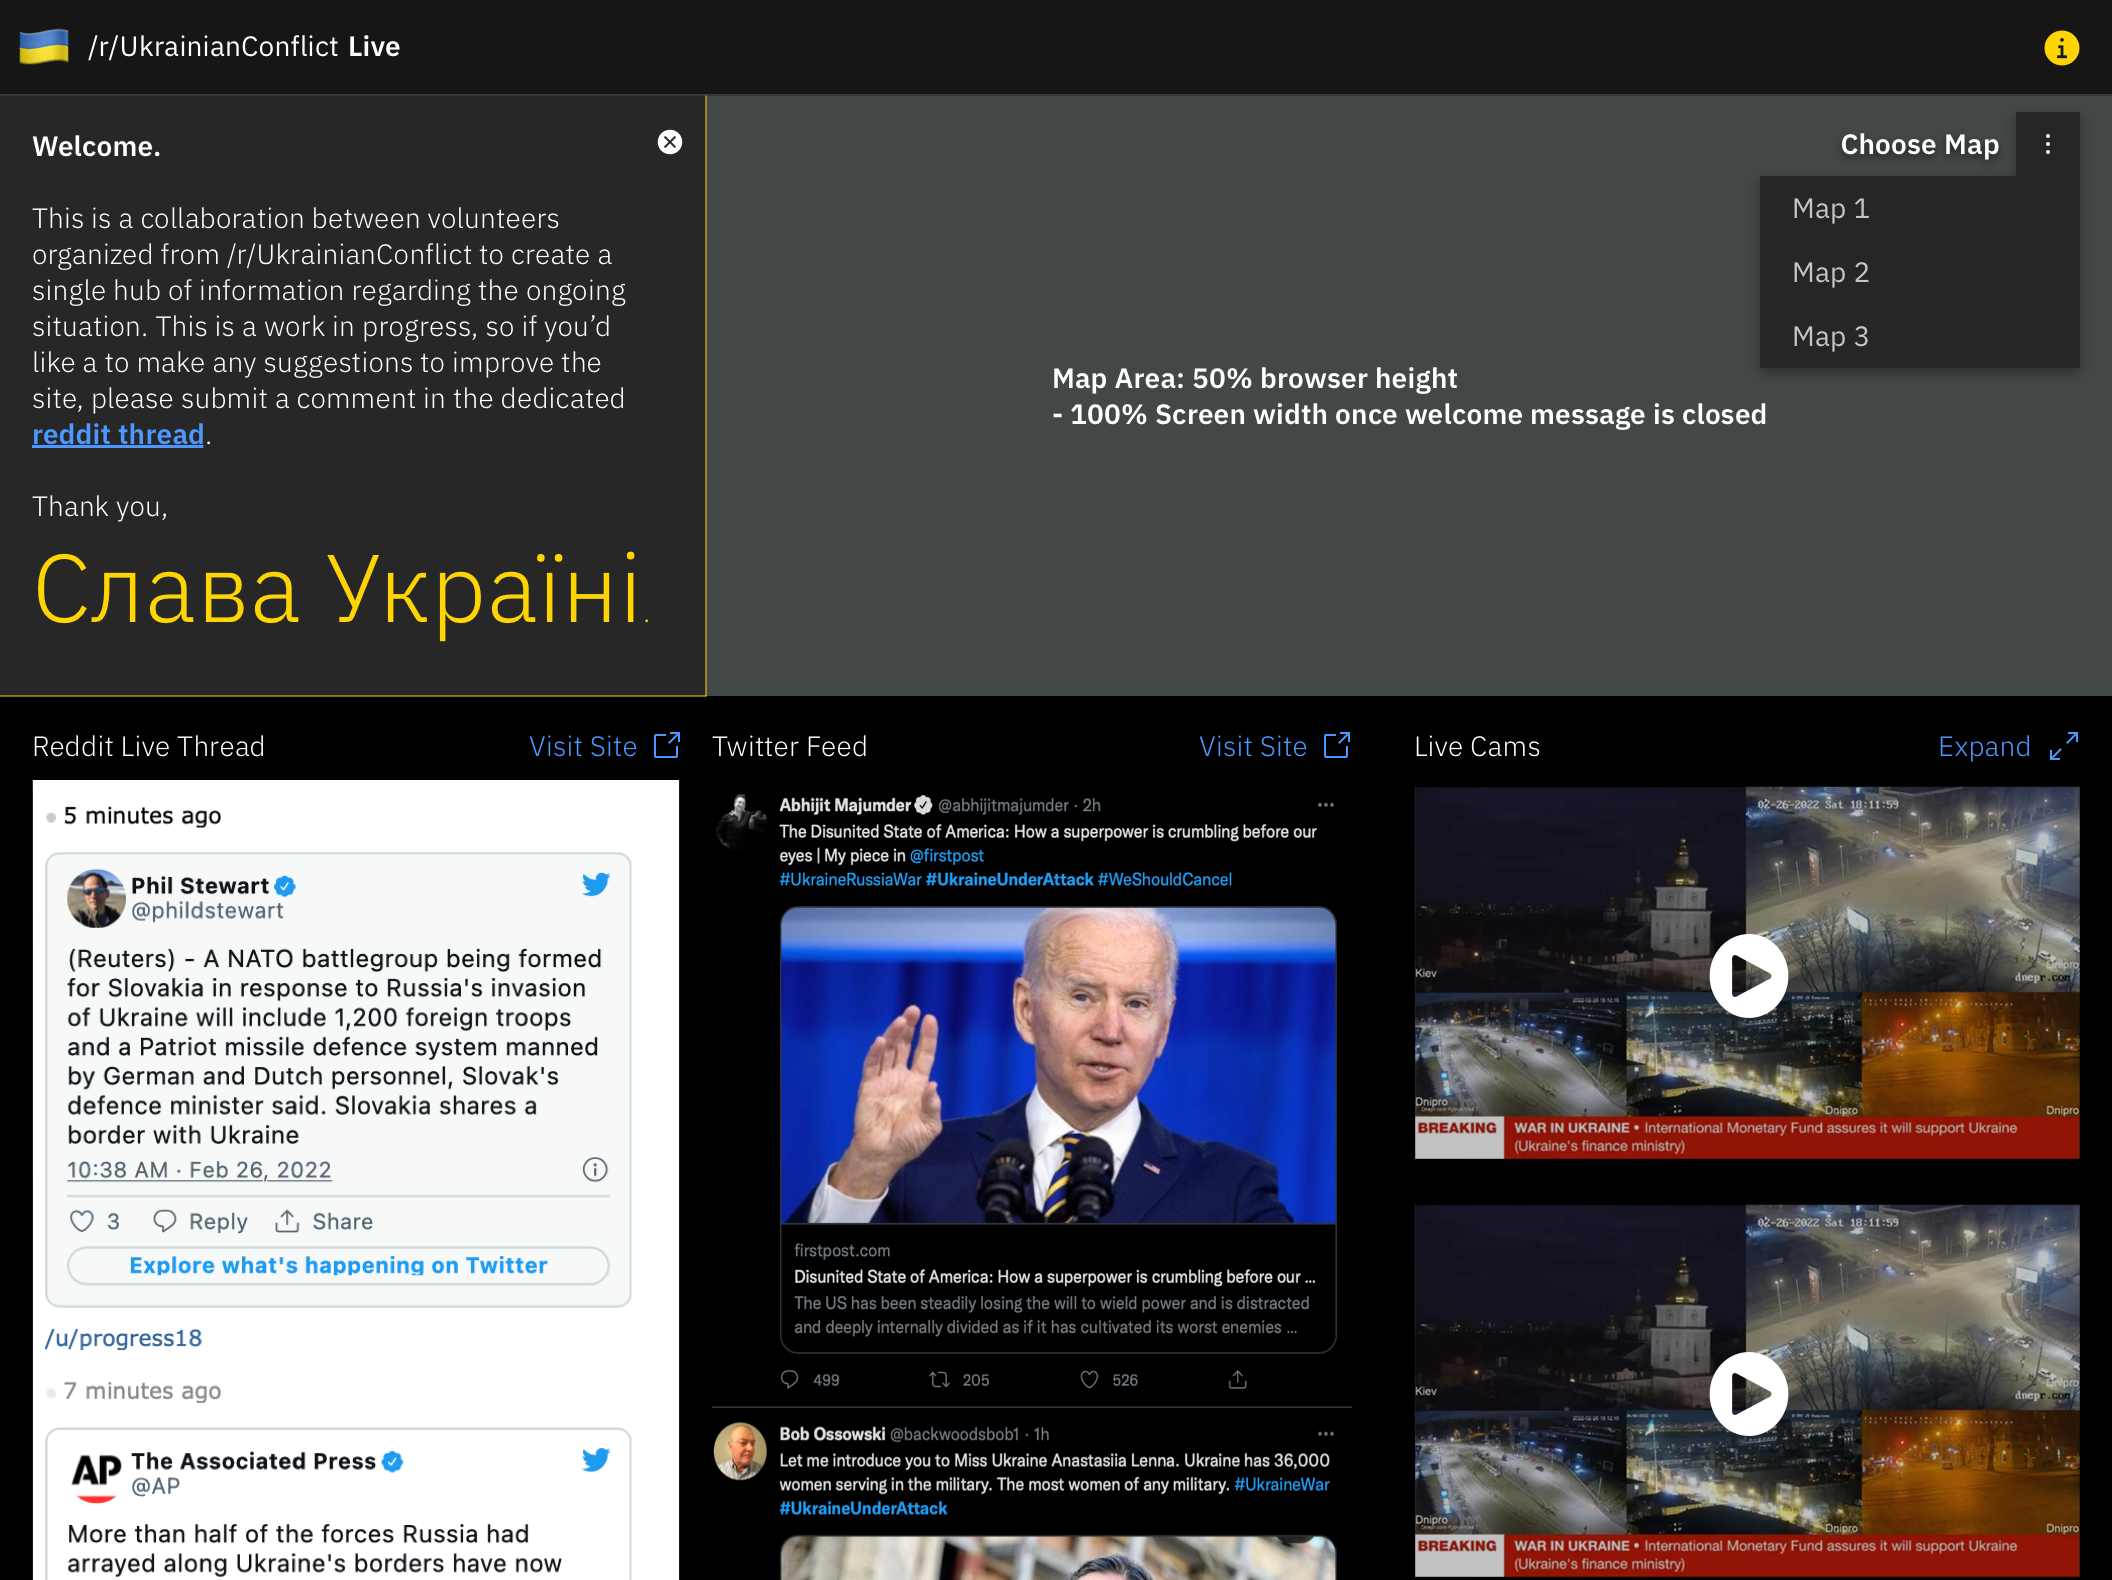 /r/UkrainianConflict Live
Welcome.
This is a collaboration between volunteers
organized from /r/UkrainianConflict to create a
single hub of information regarding the ongoing
situation. This is a work in progress, so if you’d
like a to make any suggestions to improve the
site, please submit a comment in the dedicated
reddit thread.
Thank you,
Слава Україні.
Choose Map
Map 1
Map 2
Map 3
Map Area: 50% browser height
- 100% Screen width once welcome message is closed
Reddit Live Thread
Visit Site
5 minutes ago
Phil Stewart
@phildstewart
(Reuters) - A NATO battlegroup being formed
for Slovakia in response to Russia's invasion
of Ukraine will include 1,200 foreign troops
and a Patriot missile defence system manned
by German and Dutch personnel, Slovak's
defence minister said. Slovakia shares a
border with Ukraine
10:38 AM · Feb 26, 2022
3 Reply Share
Explore what's happening on Twitter
/u/progress18
7 minutes ago
AP
The Associated Press
@AP
More than half of the forces Russia had
arrayed along Ukraine's borders have now
Twitter Feed
Visit Site
Abhijit Majumder @abhijitmajumder · 2h
The Disunited State of America: How a superpower is crumbling before our
eyes | My piece in @firstpost
#UkraineRussiaWar #UkraineUnderAttack #WeShouldCancel
firstpost.com
Disunited State of America: How a superpower is crumbling before our ...
The US has been steadily losing the will to wield power and is distracted
and deeply internally divided as if it has cultivated its worst enemies ...
499 205 526
Bob Ossowski @backwoodsbob1 · 1h
Let me introduce you to Miss Ukraine Anastasiia Lenna. Ukraine has 36,000
women serving in the military. The most women of any military. #UkraineWar
#UkraineUnderAttack
Live Cams
Expand
02-26-2022 Sat 18:11:59
Kiev
Dnipro
dnepr.com
Dnipro
Dnipro
Dnipro
BREAKING
WAR IN UKRAINE • International Monetary Fund assures it will support Ukraine
(Ukraine's finance ministry)
02-26-2022 Sat 18:11:59
Kiev
Dnipro
dnepr.com
Dnipro
Dnipro
Dnipro
BREAKING
WAR IN UKRAINE • International Monetary Fund assures it will support Ukraine
(Ukraine's finance ministry)